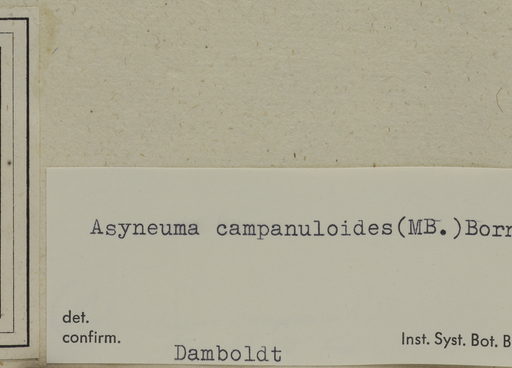 Asyneuma campanuloides(MB.)Born
det.
confirm.
Inst. Syst. Bot. B
Damboldt